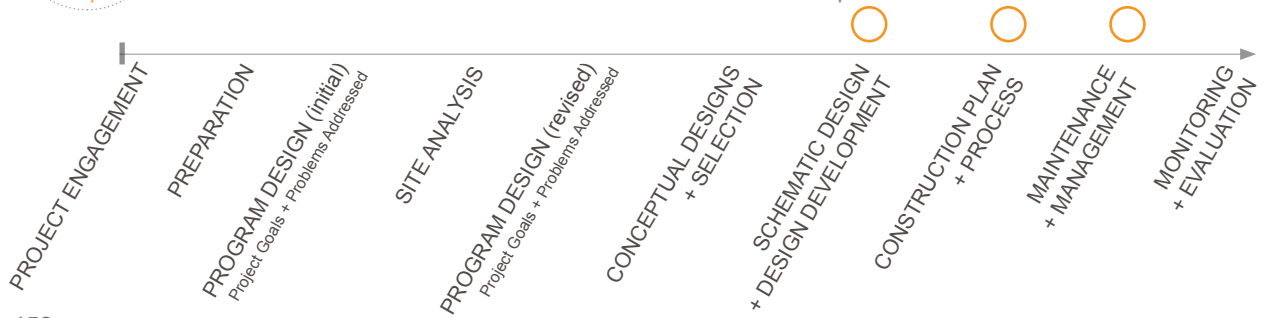 PROJECT ENGAGEMENT
PREPARATION
PROGRAM DESIGN (initial)
Project Goals + Problems Addressed
SITE ANALYSIS
PROGRAM DESIGN (revised)
Project Goals + Problems Addressed
CONCEPTUAL DESIGNS
+ SELECTION
SCHEMATIC DESIGN
+ DESIGN DEVELOPMENT
CONSTRUCTION PLAN
+ PROCESS
MAINTENANCE
+ MANAGEMENT
MONITORING
+ EVALUATION